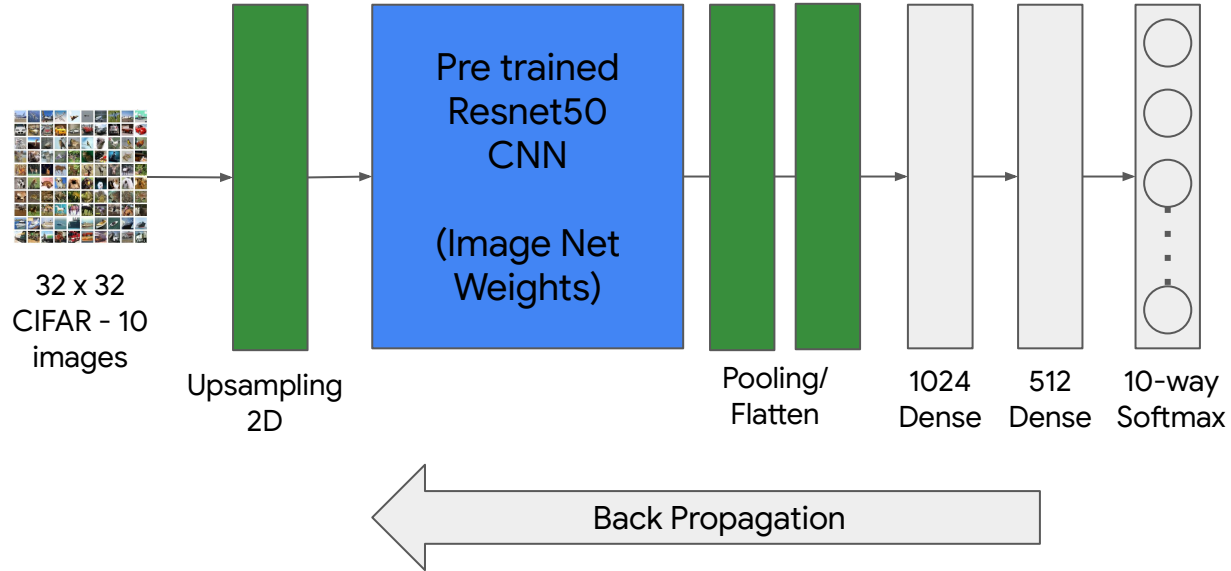 Pre trained
Resnet50
CNN
(Image Net
Weights)
32 x 32
CIFAR - 10
images
Upsampling
2D
Pooling/
Flatten
1024
Dense
512
Dense
10-way
Softmax
Back Propagation